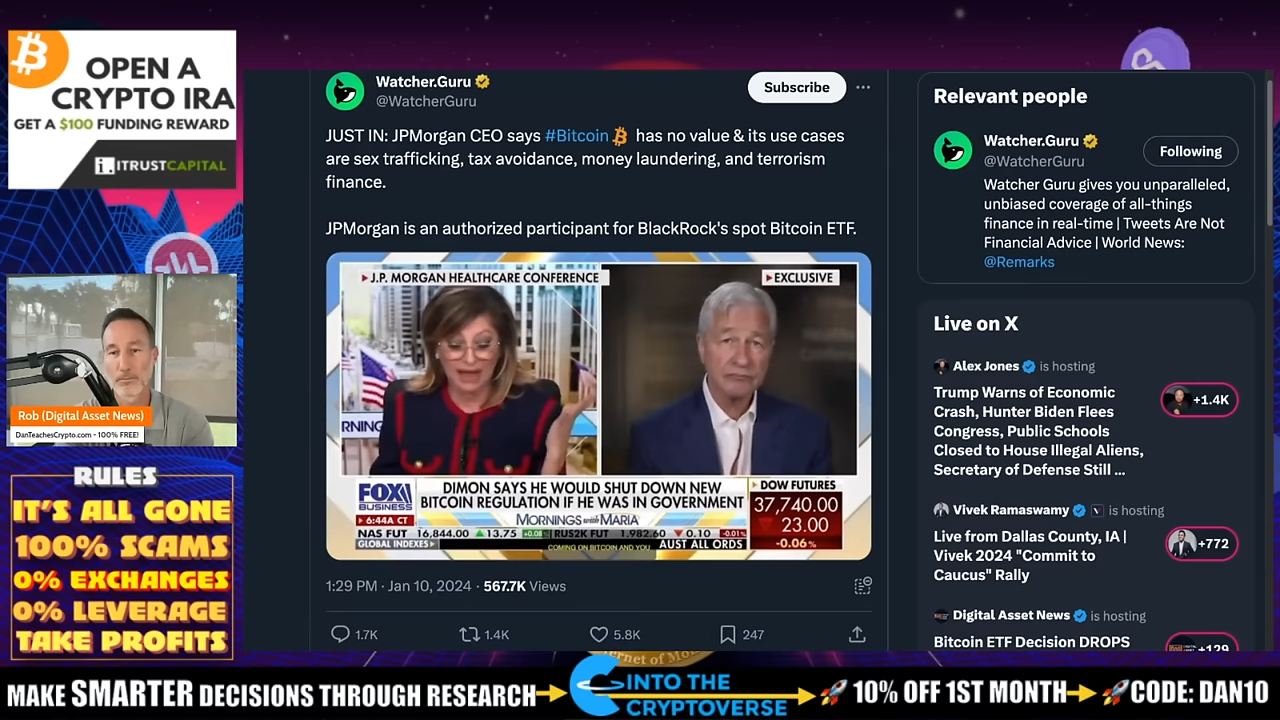 OPEN A
CRYPTO IRA
GET A $100 FUNDING REWARD
ITRUSTCAPITAL
Rob (Digital Asset News)
DanTeachesCrypto.com - 100% FREE!
RULES
IT'S ALL GONE
100% SCAMS
0% EXCHANGES
0% LEVERAGE
TAKE PROFITS
Watcher.Guru
@WatcherGuru
Subscribe
JUST IN: JPMorgan CEO says #Bitcoin has no value & its use cases
are sex trafficking, tax avoidance, money laundering, and terrorism
finance.
JPMorgan is an authorized participant for BlackRock's spot Bitcoin ETF.
J.P. MORGAN HEALTHCARE CONFERENCE
EXCLUSIVE
RNING
FOX
BUSINESS
6:44A CT
DIMON SAYS HE WOULD SHUT DOWN NEW
BITCOIN REGULATION IF HE WAS IN GOVERNMENT
MORNINGS with MARIA
DOW FUTURES
37,740.00
23.00
-0.06%
NAS FUT 16,844.00 13.75 +0.08 RUS2K FUT 1,982.60 0.10 -0.01%
GLOBAL INDEXES COMING ON BITCOIN AND YOU AUST ALL ORDS
1:29 PM · Jan 10, 2024 · 567.7K Views
1.7K 1.4K 5.8K 247
Relevant people
Watcher.Guru
@WatcherGuru
Following
Watcher Guru gives you unparalleled,
unbiased coverage of all-things
finance in real-time | Tweets Are Not
Financial Advice | World News:
@Remarks
Live on X
Alex Jones is hosting
Trump Warns of Economic
Crash, Hunter Biden Flees
Congress, Public Schools
Closed to House Illegal Aliens,
Secretary of Defense Still ...
+1.4K
Vivek Ramaswamy is hosting
Live from Dallas County, IA |
Vivek 2024 "Commit to
Caucus" Rally
+772
Digital Asset News is hosting
Bitcoin ETF Decision DROPS
+129
MAKE SMARTER DECISIONS THROUGH RESEARCH
INTO THE
CRYPTOVERSE
10% OFF 1ST MONTH
CODE: DAN10